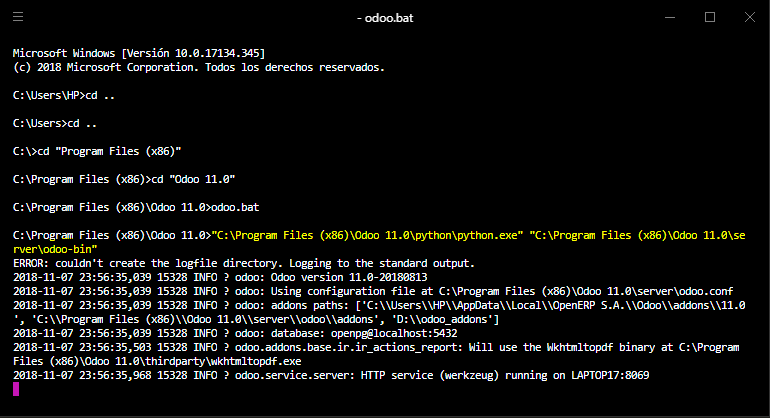 - odoo.bat
Microsoft Windows [Versión 10.0.17134.345]
(c) 2018 Microsoft Corporation. Todos los derechos reservados.
C:\Users\HP>cd ..
C:\Users>cd ..
C:\>cd "Program Files (x86)"
C:\Program Files (x86)>cd "Odoo 11.0"
C:\Program Files (x86)\Odoo 11.0>odoo.bat
C:\Program Files (x86)\Odoo 11.0>"C:\Program Files (x86)\Odoo 11.0\python\python.exe" "C:\Program Files (x86)\Odoo 11.0\se
rver\odoo-bin"
ERROR: couldn't create the logfile directory. Logging to the standard output.
2018-11-07 23:56:35,039 15328 INFO ? odoo: Odoo version 11.0-20180813
2018-11-07 23:56:35,039 15328 INFO ? odoo: Using configuration file at C:\Program Files (x86)\Odoo 11.0\server\odoo.conf
2018-11-07 23:56:35,039 15328 INFO ? odoo: addons paths: ['C:\\Users\\HP\\AppData\\Local\\OpenERP S.A.\\Odoo\\addons\\11.0
', 'C:\\Program Files (x86)\\Odoo 11.0\\server\\odoo\\addons', 'D:\\odoo_addons']
2018-11-07 23:56:35,039 15328 INFO ? odoo: database: openpg@localhost:5432
2018-11-07 23:56:35,503 15328 INFO ? odoo.addons.base.ir.ir_actions_report: Will use the Wkhtmltopdf binary at C:\Program
Files (x86)\Odoo 11.0\thirdparty\wkhtmltopdf.exe
2018-11-07 23:56:35,968 15328 INFO ? odoo.service.server: HTTP service (werkzeug) running on LAPTOP17:8069